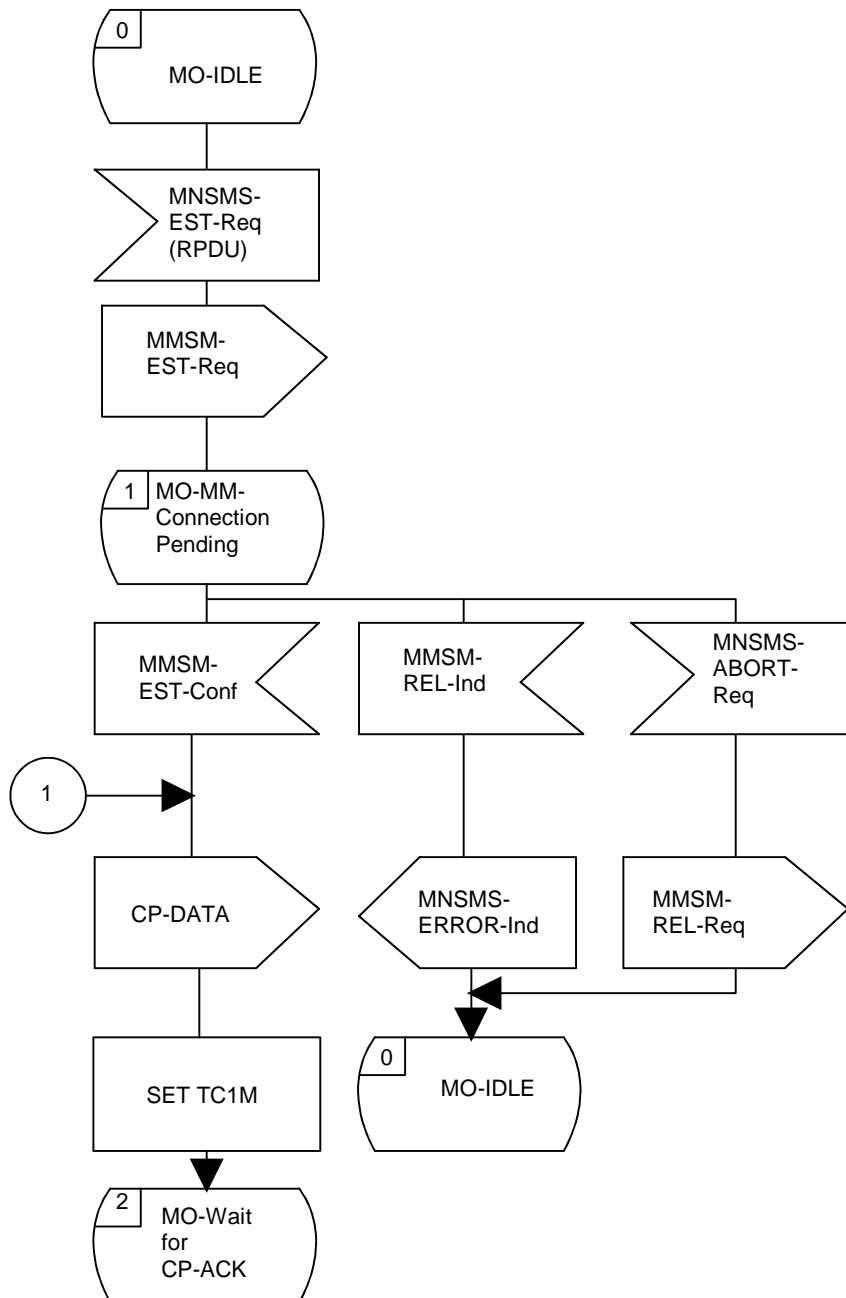 0
MO-IDLE
MNSMS-
EST-Req
(RPDU)
MMSM-
EST-Req
1
MO-MM-
Connection
Pending
MMSM-
EST-Conf
MMSM-
REL-Ind
MNSMS-
ABORT-
Req
1
CP-DATA
MNSMS-
ERROR-Ind
MMSM-
REL-Req
SET TC1M
0
MO-IDLE
2
MO-Wait
for
CP-ACK